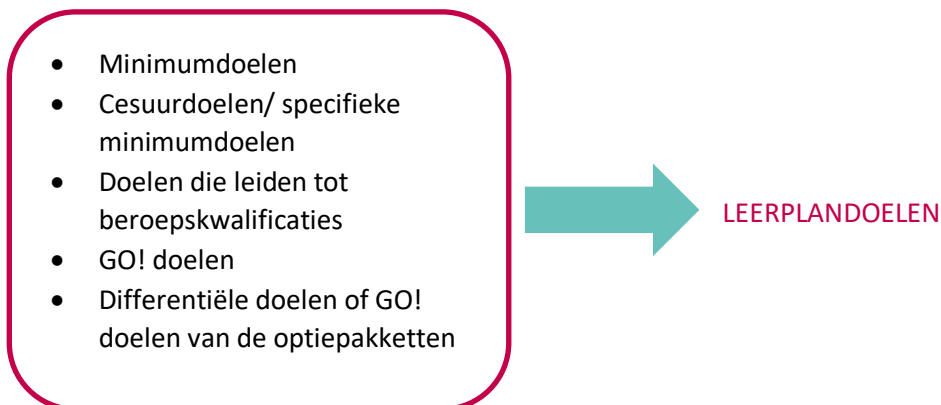 • Minimumdoelen
• Cesuurdoelen/ specifieke
minimumdoelen
• Doelen die leiden tot
beroepskwalificaties
• GO! doelen
• Differentiële doelen of GO!
doelen van de optiepakketten
LEERPLANDOELEN